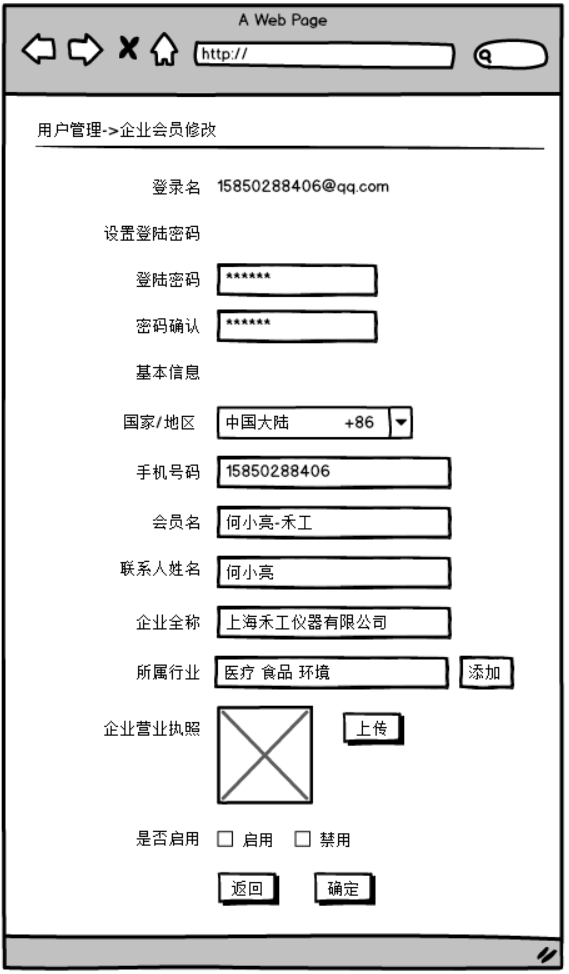 A Web Page
http://
用户管理->企业会员修改
登录名 15850288406@qq.com
设置登陆密码
登陆密码 ******
密码确认 ******
基本信息
国家/地区 中国大陆 +86
手机号码 15850288406
会员名 何小亮-禾工
联系人姓名 何小亮
企业全称 上海禾工仪器有限公司
所属行业 医疗 食品 环境 添加
企业营业执照 上传
是否启用 启用 禁用
返回 确定